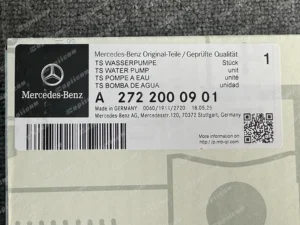 Mercedes-Benz Original-Teile / Geprüfte Qualität
TS WASSERPUMPE Stück 1
TS WATER PUMP unit
TS POMPE A EAU unité
TS BOMBA DE AGUA unidad
Mercedes-Benz
A 272 200 09 01
Made in GERMANY
Mercedes-Benz AG, Mercedesstr. 120, 70372 Stuttgart, Germany